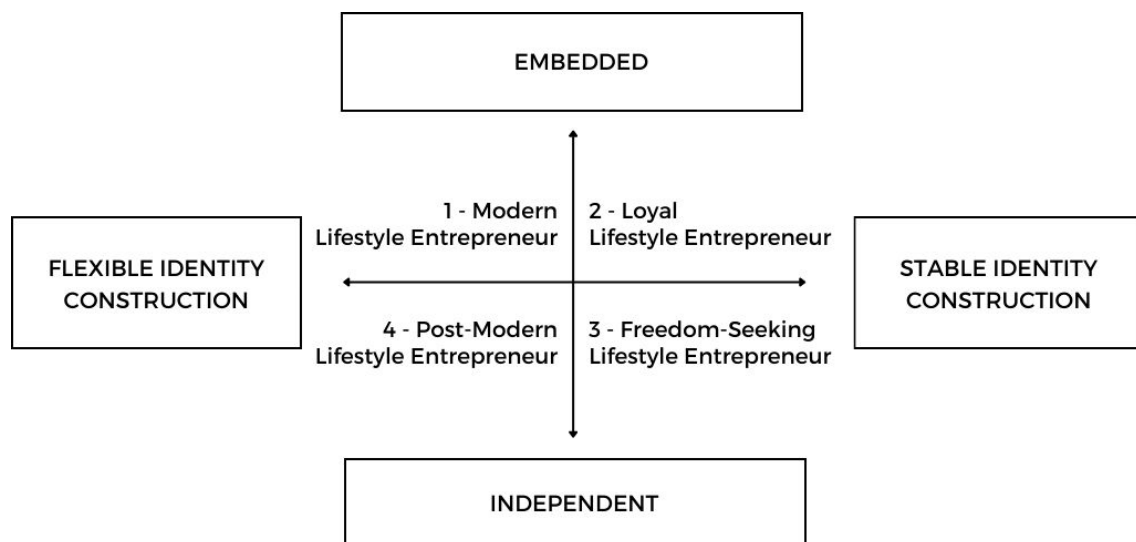 EMBEDDED
1 - Modern
Lifestyle Entrepreneur
2 - Loyal
Lifestyle Entrepreneur
FLEXIBLE IDENTITY
CONSTRUCTION
STABLE IDENTITY
CONSTRUCTION
4 - Post-Modern
Lifestyle Entrepreneur
3 - Freedom-Seeking
Lifestyle Entrepreneur
INDEPENDENT